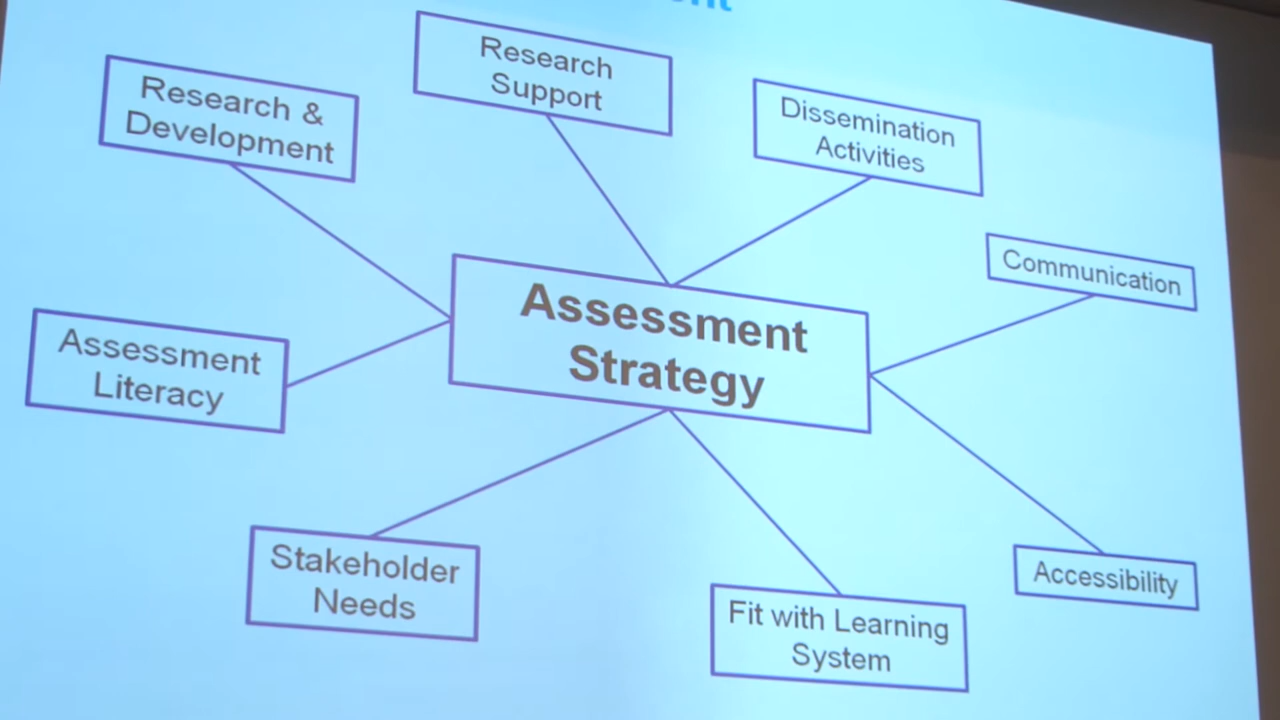 Research
Support
Research &
Development
Dissemination
Activities
Communication
Assessment
Strategy
Assessment
Literacy
Stakeholder
Needs
Fit with Learning
System
Accessibility